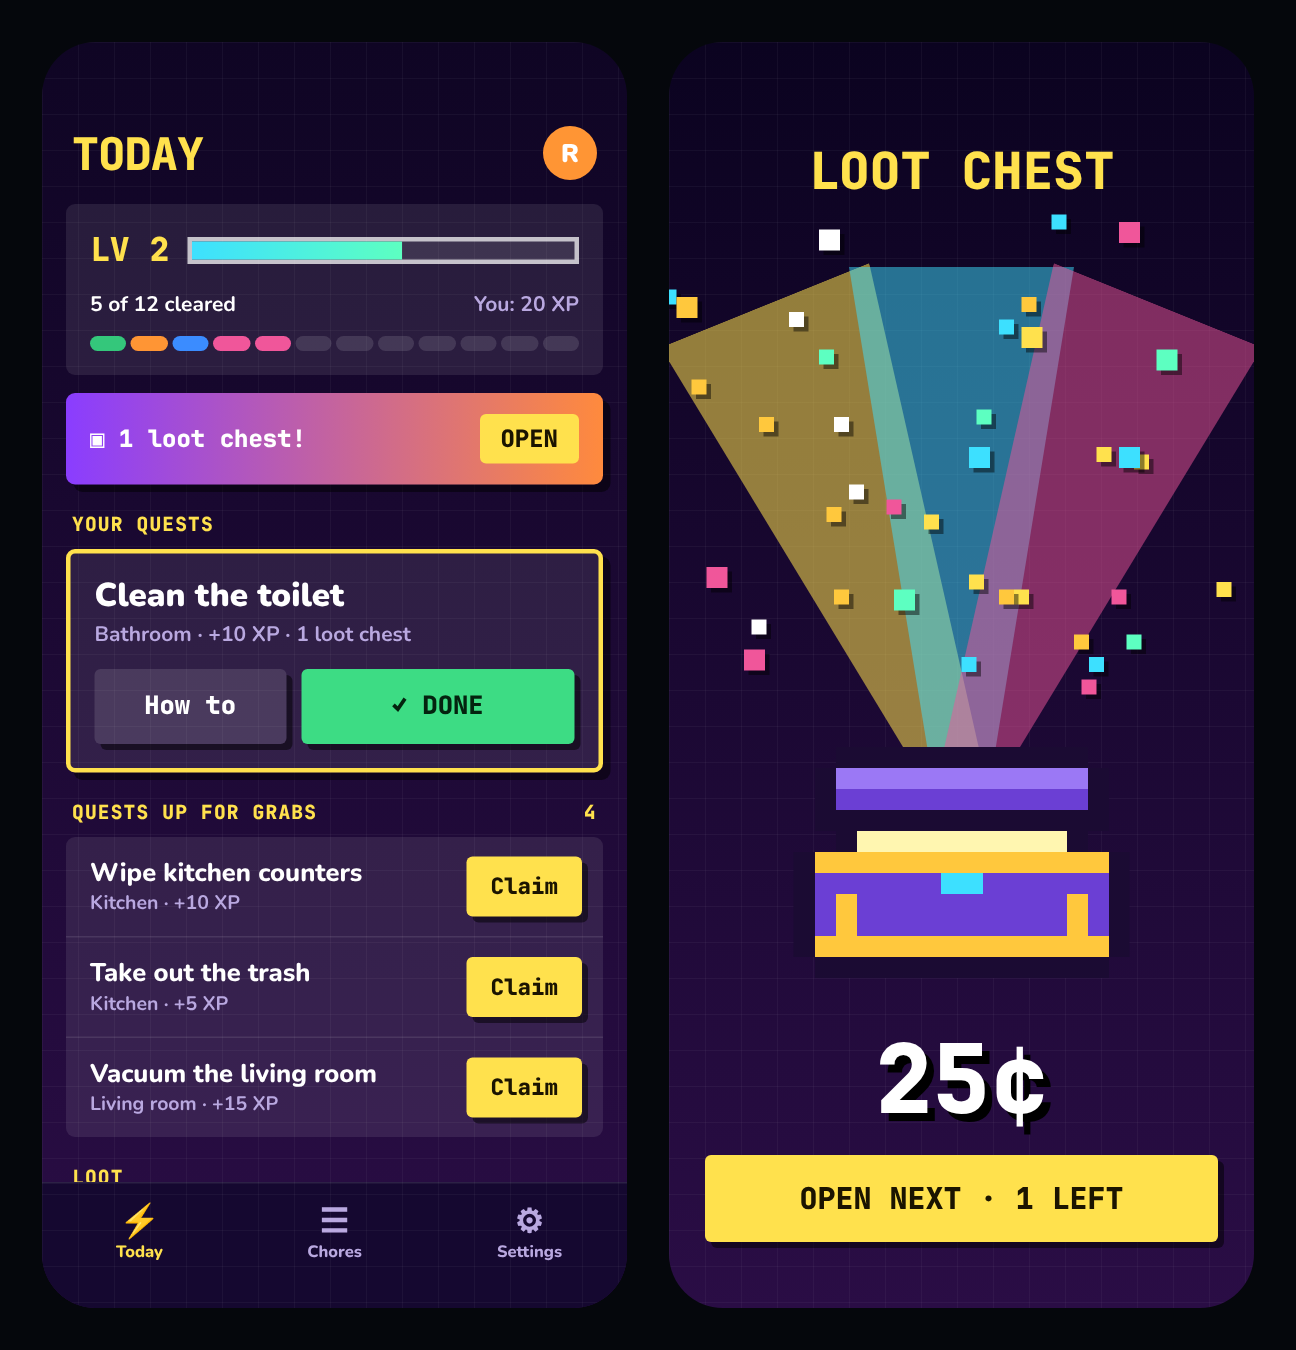 TODAY
R
LV 2
5 of 12 cleared
You: 20 XP
1 loot chest!
OPEN
YOUR QUESTS
Clean the toilet
Bathroom · +10 XP · 1 loot chest
How to
✓ DONE
QUESTS UP FOR GRABS
4
Wipe kitchen counters
Kitchen · +10 XP
Claim
Take out the trash
Kitchen · +5 XP
Claim
Vacuum the living room
Living room · +15 XP
Claim
LOOT
Today
Chores
Settings
LOOT CHEST
25¢
OPEN NEXT · 1 LEFT